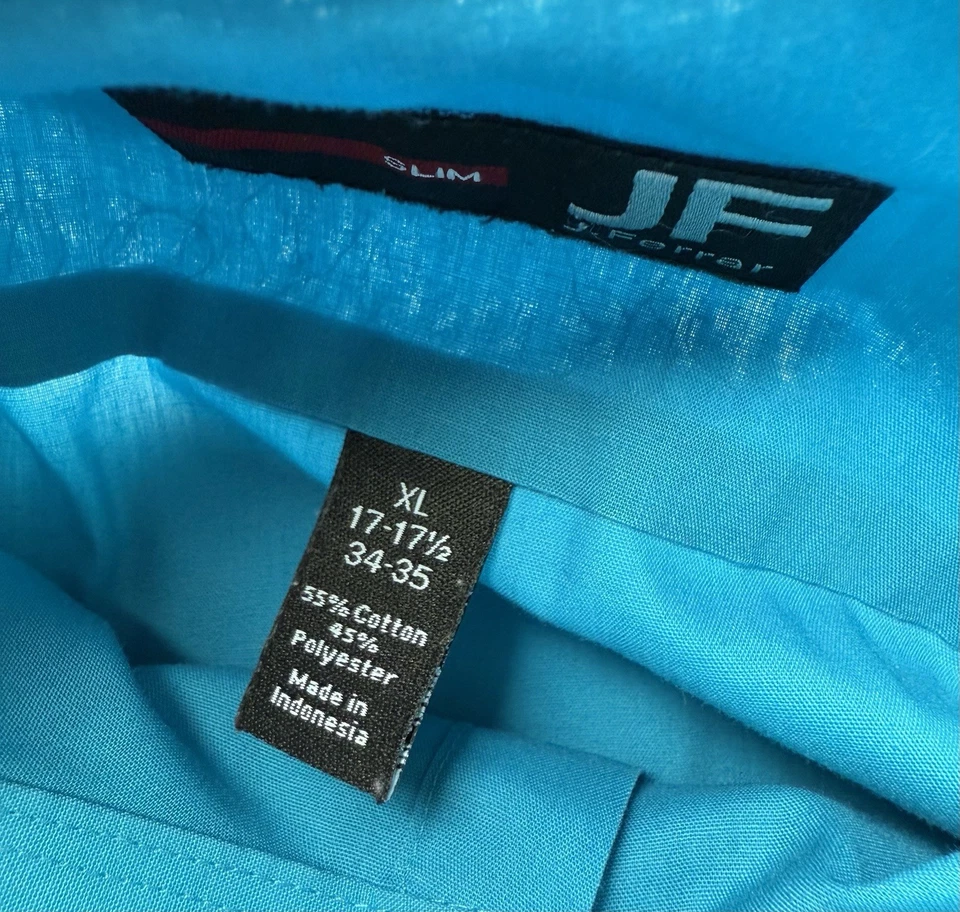 SLIM
JF
J.Ferrar
XL
17-17½
34-35
55% Cotton
45%
Polyester
Made in
Indonesia